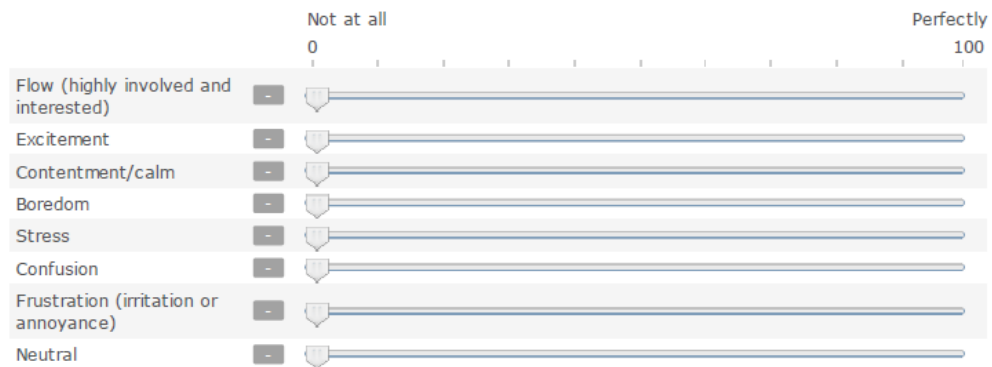 Not at all Perfectly
0 100
Flow (highly involved and
interested) -
Excitement -
Contentment/calm -
Boredom -
Stress -
Confusion -
Frustration (irritation or
annoyance) -
Neutral -